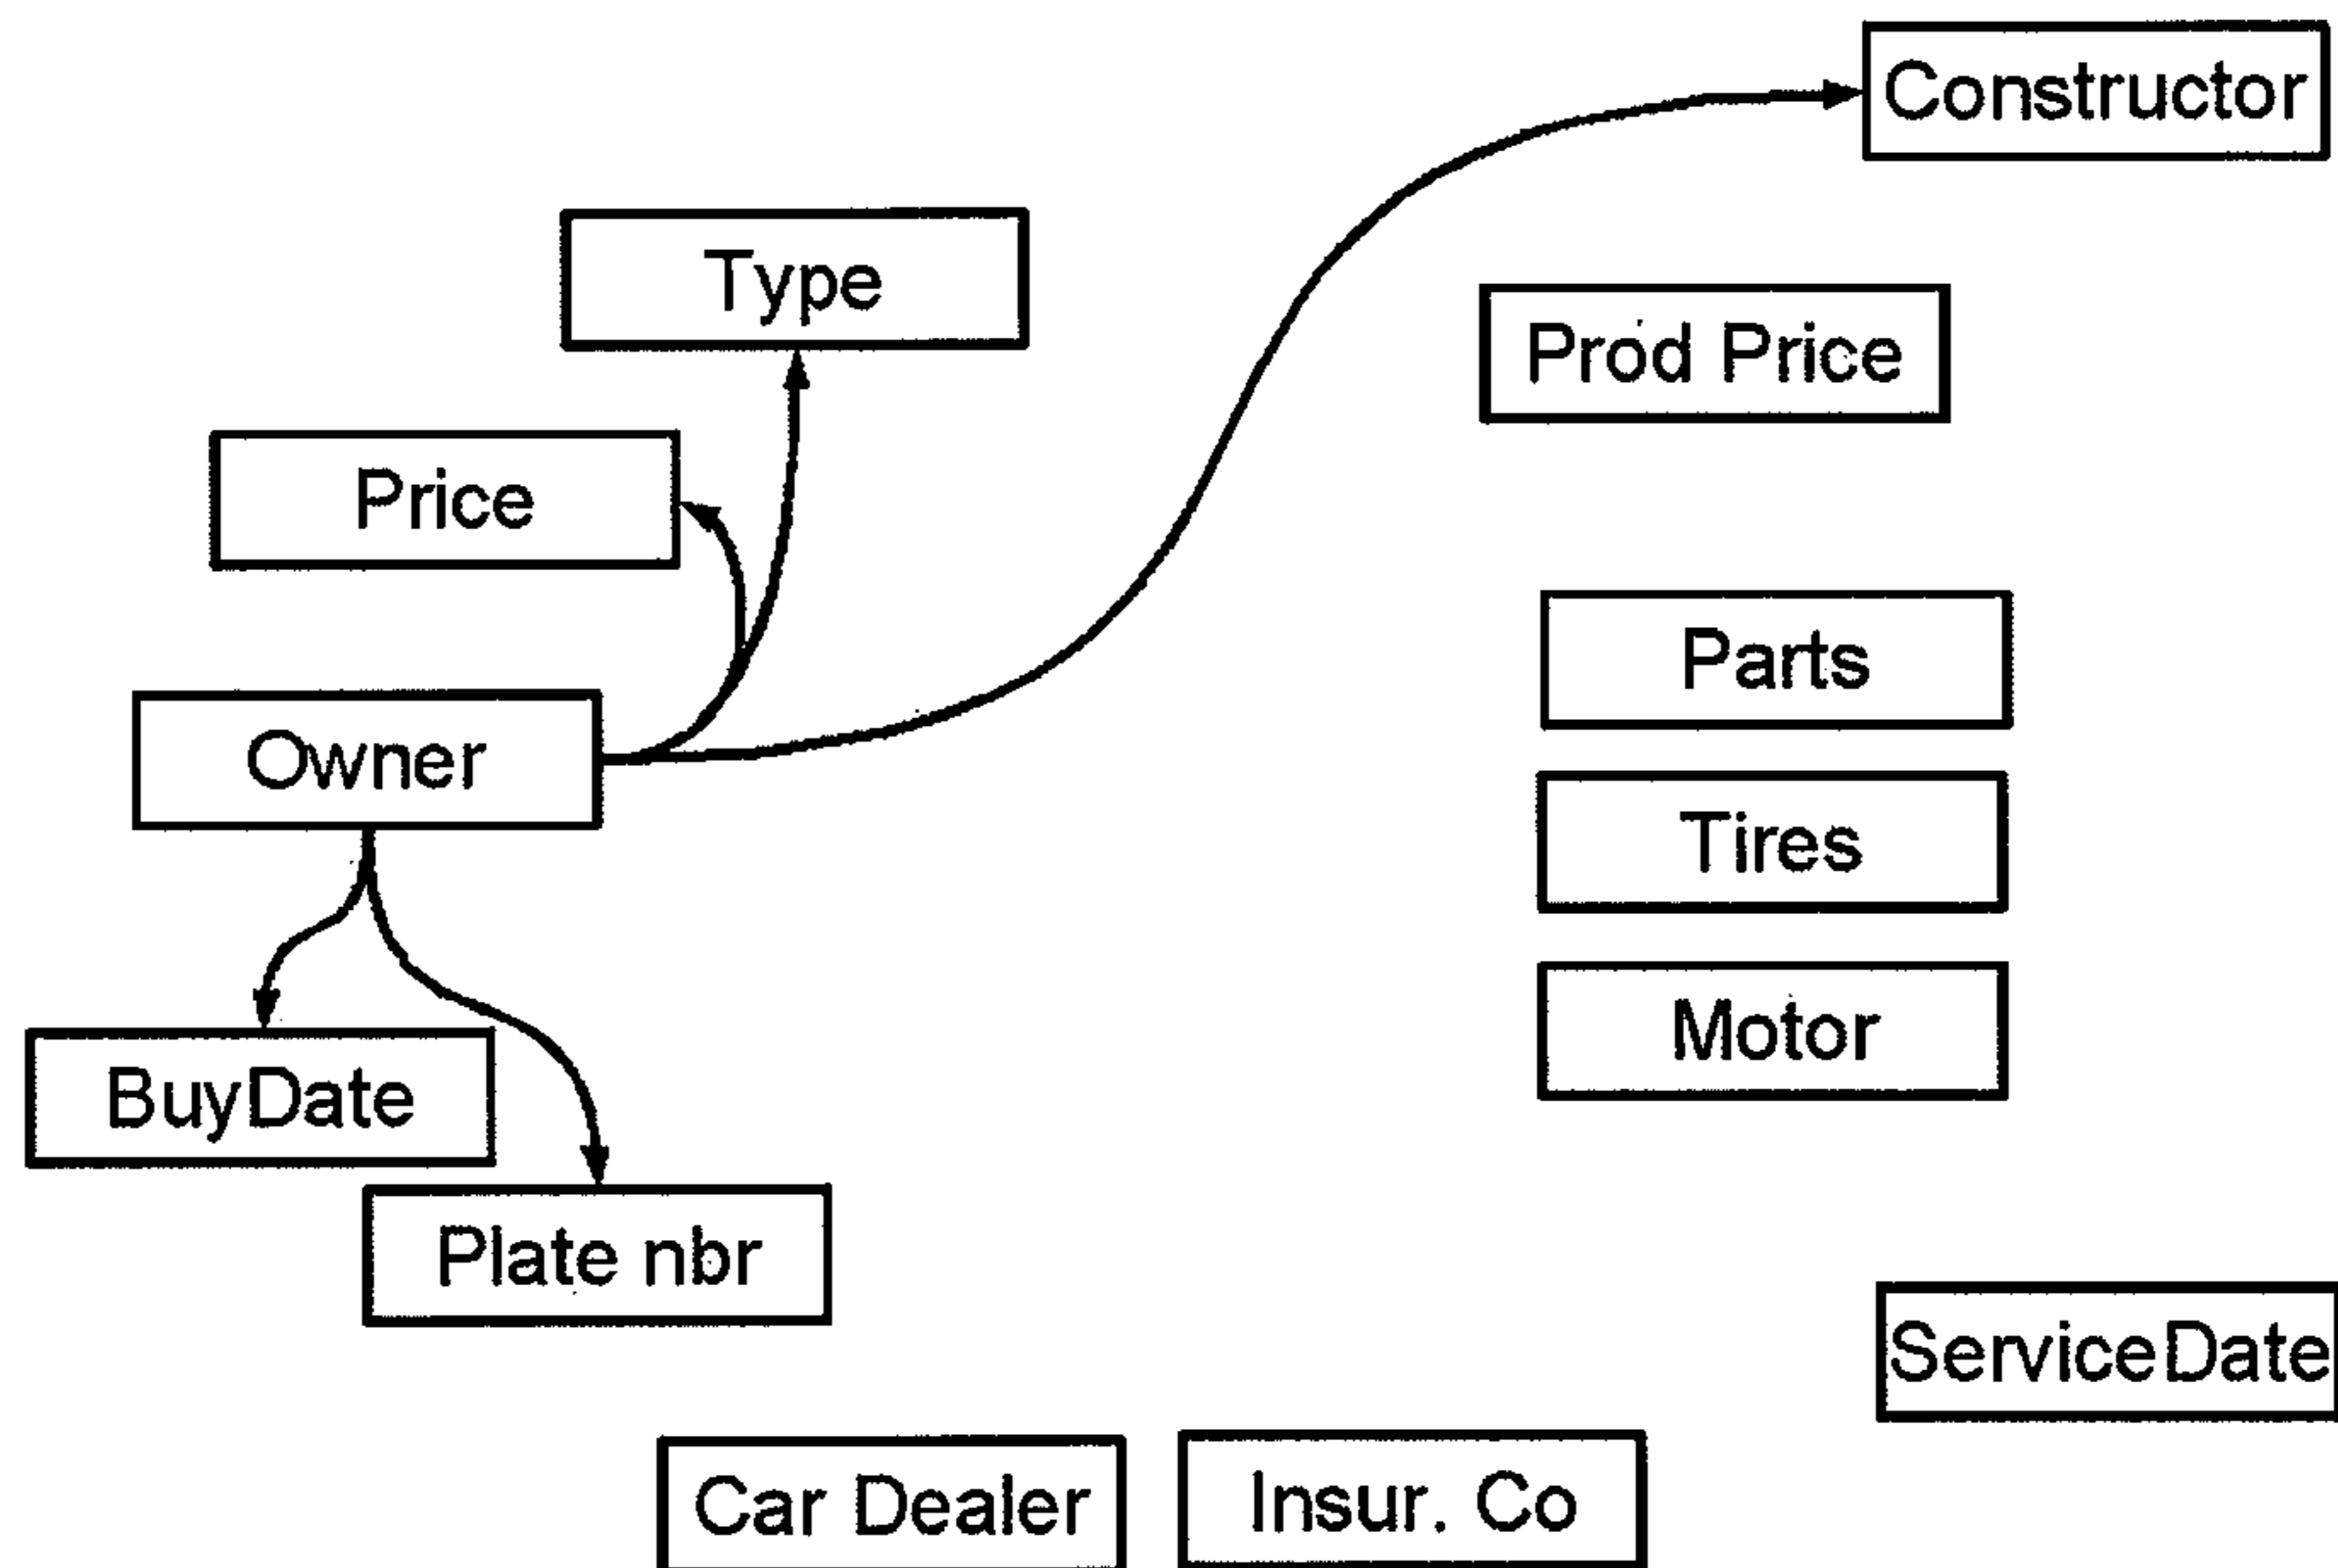 Constructor
Type
Prod Price
Price
Parts
Owner
Tires
Motor
BuyDate
Plate nbr
ServiceDate
Car Dealer
Insur. Co